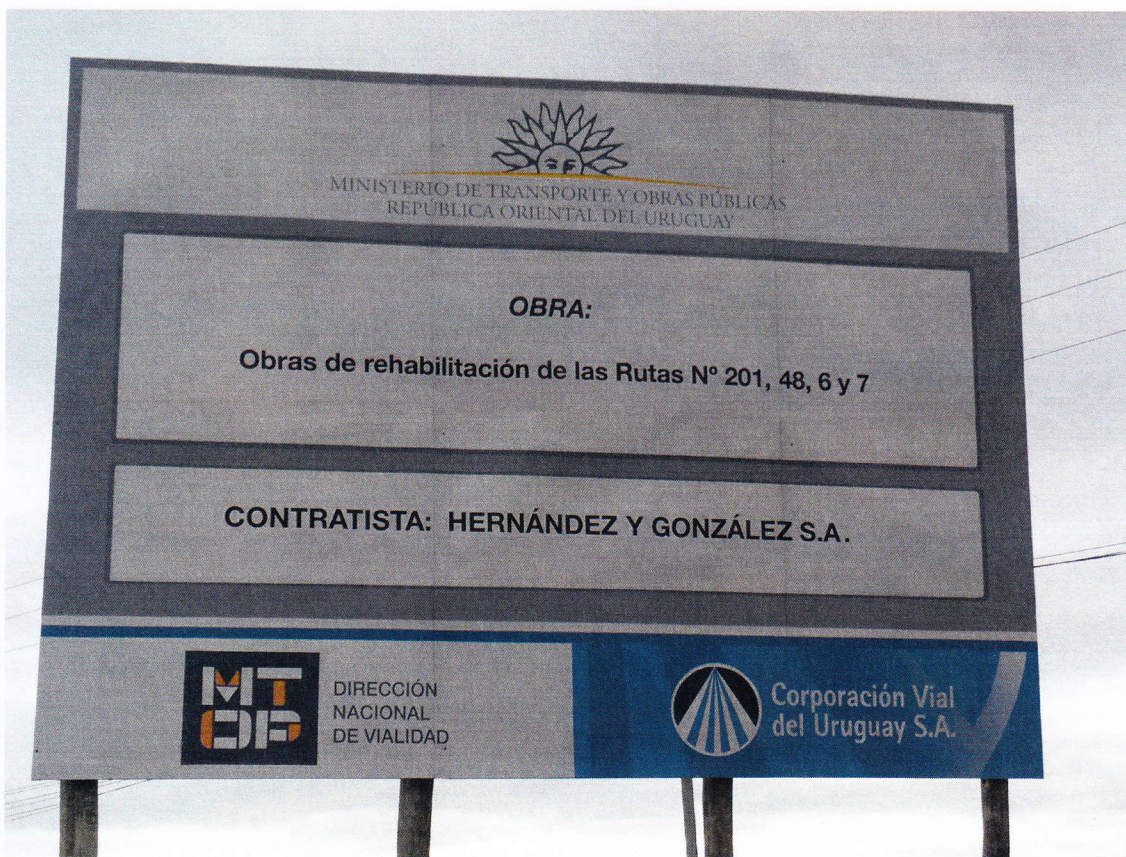 MINISTERIO DE TRANSPORTE Y OBRAS PÚBLICAS
REPÚBLICA ORIENTAL DEL URUGUAY
OBRA:
Obras de rehabilitación de las Rutas Nº 201, 48, 6 y 7
CONTRATISTA: HERNÁNDEZ Y GONZÁLEZ S.A.
MT
OP
DIRECCIÓN
NACIONAL
DE VIALIDAD
Corporación Vial
del Uruguay S.A.